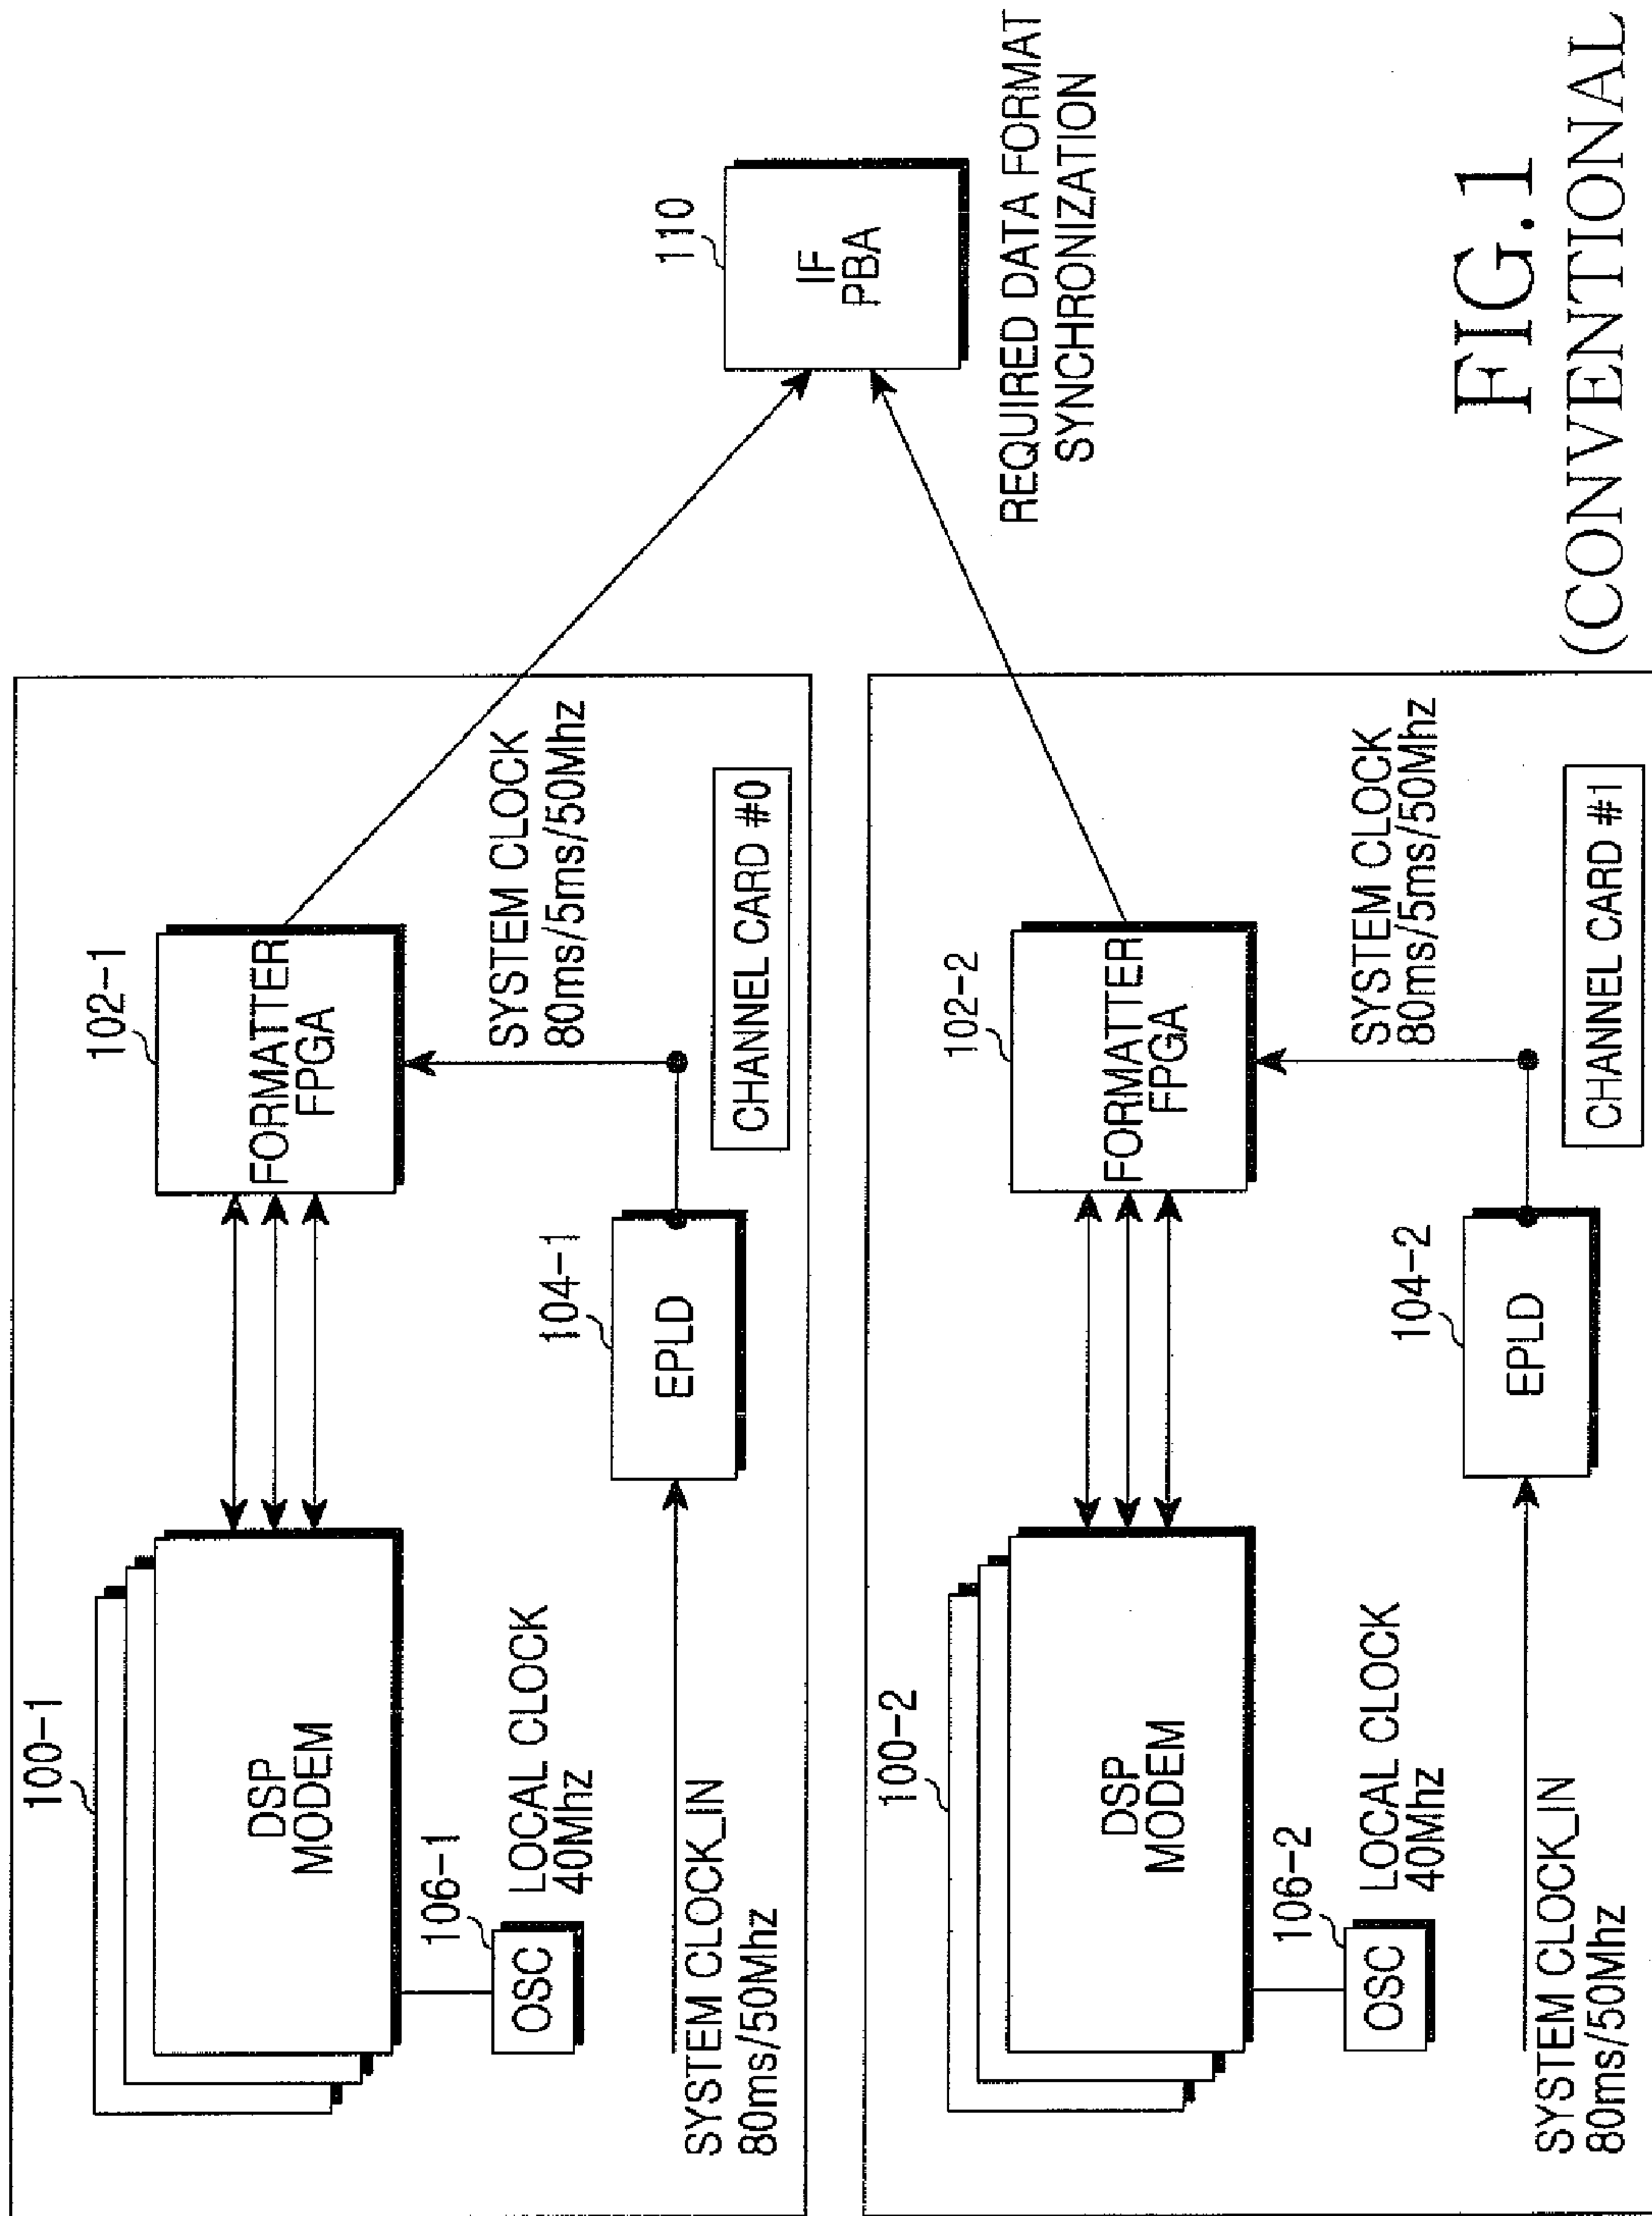 100-1
DSP
MODEM
102-1
FORMATTER
FPGA
106-1
OSC
LOCAL CLOCK
40Mhz
104-1
EPLD
SYSTEM CLOCK
80ms/5ms/50Mhz
SYSTEM CLOCK_IN
80ms/50Mhz
CHANNEL CARD #0
110
IF
PBA
REQUIRED DATA FORMAT
SYNCHRONIZATION
100-2
DSP
MODEM
102-2
FORMATTER
FPGA
106-2
OSC
LOCAL CLOCK
40Mhz
104-2
EPLD
SYSTEM CLOCK
80ms/5ms/50Mhz
SYSTEM CLOCK_IN
80ms/50Mhz
CHANNEL CARD #1
FIG.1
(CONVENTIONAL